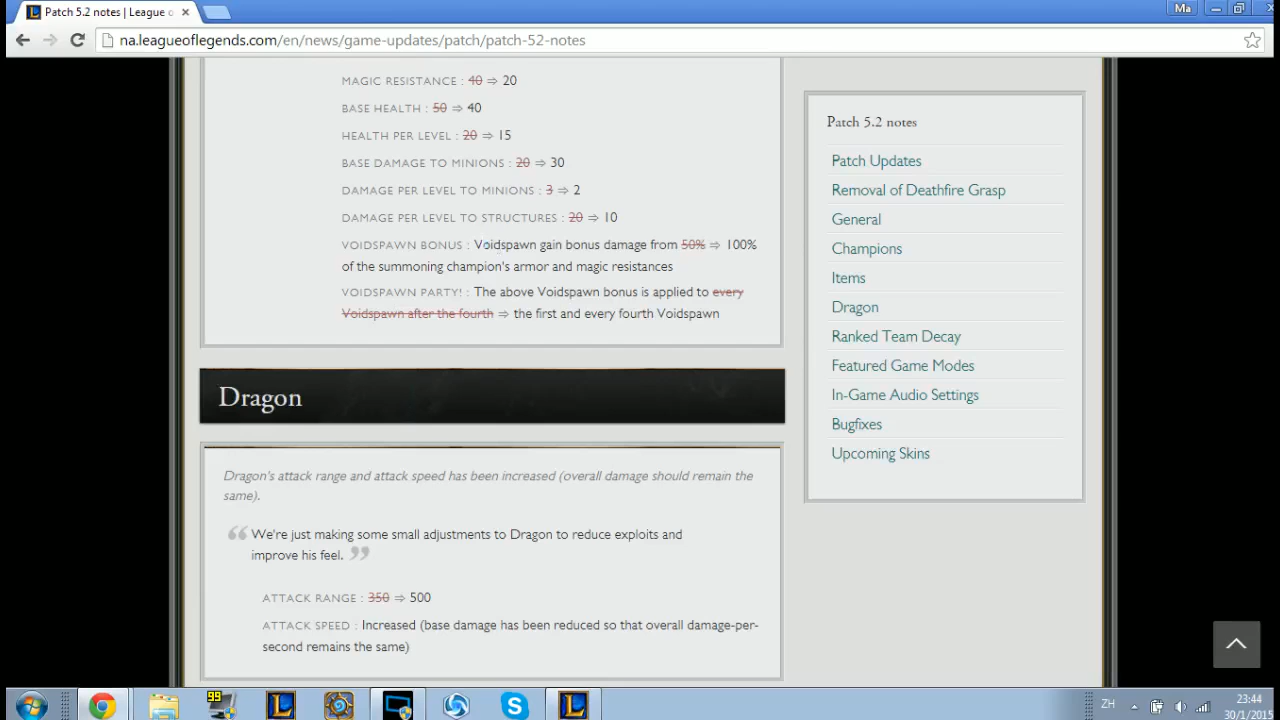 Patch 5.2 notes | League o
Ma
na.leagueoflegends.com/en/news/game-updates/patch/patch-52-notes
MAGIC RESISTANCE : 40 ⇒ 20
BASE HEALTH : 50 ⇒ 40
HEALTH PER LEVEL : 20 ⇒ 15
BASE DAMAGE TO MINIONS : 20 ⇒ 30
DAMAGE PER LEVEL TO MINIONS : 3 ⇒ 2
DAMAGE PER LEVEL TO STRUCTURES : 20 ⇒ 10
VOIDSPAWN BONUS : Voidspawn gain bonus damage from 50% ⇒ 100%
of the summoning champion's armor and magic resistances
VOIDSPAWN PARTY! : The above Voidspawn bonus is applied to every
Voidspawn after the fourth ⇒ the first and every fourth Voidspawn
Dragon
Dragon's attack range and attack speed has been increased (overall damage should remain the
same).
“ We're just making some small adjustments to Dragon to reduce exploits and
improve his feel. ”
ATTACK RANGE : 350 ⇒ 500
ATTACK SPEED : Increased (base damage has been reduced so that overall damage-per-
second remains the same)
Patch 5.2 notes
Patch Updates
Removal of Deathfire Grasp
General
Champions
Items
Dragon
Ranked Team Decay
Featured Game Modes
In-Game Audio Settings
Bugfixes
Upcoming Skins
99
ZH
23:44
30/1/2015